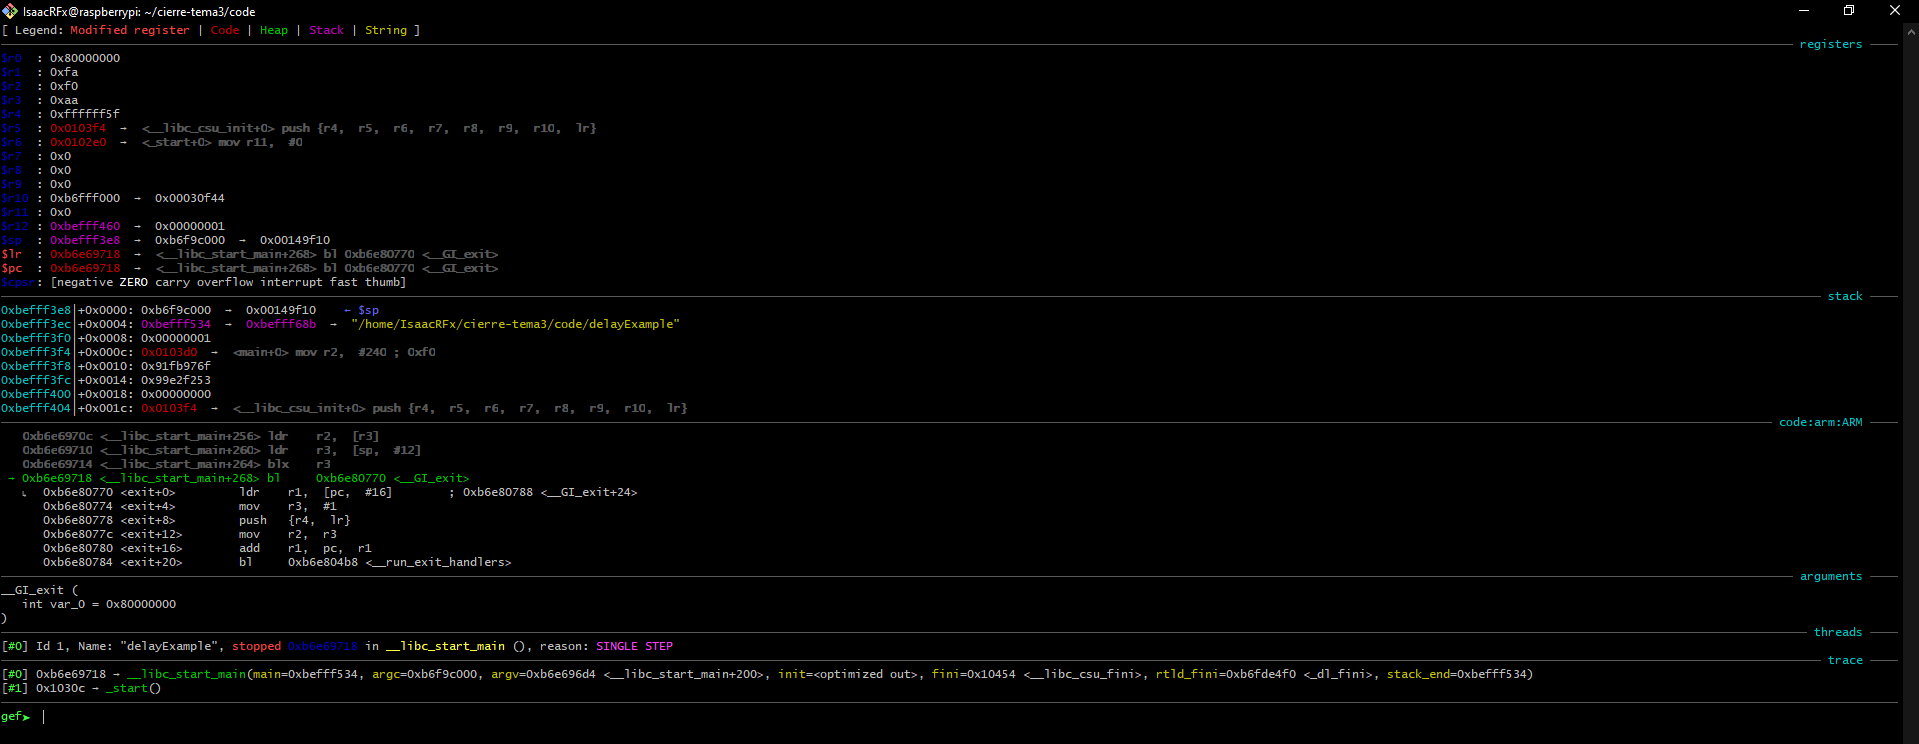 IsaacRFx@raspberrypi: ~/cierre-tema3/code
[ Legend: Modified register | Code | Heap | Stack | String ]
registers
$r0  : 0x80000000
$r1  : 0xfa
$r2  : 0xf0
$r3  : 0xaa
$r4  : 0xffffff5f
$r5  : 0x0103f4  →  <__libc_csu_init+0> push {r4,  r5,  r6,  r7,  r8,  r9,  r10,  lr}
$r6  : 0x0102e0  →  <_start+0> mov r11,  #0
$r7  : 0x0
$r8  : 0x0
$r9  : 0x0
$r10 : 0xb6fff000  →  0x00030f44
$r11 : 0x0
$r12 : 0xbefff460  →  0x00000001
$sp  : 0xbefff3e8  →  0xb6f9c000  →  0x00149f10
$lr  : 0xb6e69718  →  <__libc_start_main+268> bl 0xb6e80770 <__GI_exit>
$pc  : 0xb6e69718  →  <__libc_start_main+268> bl 0xb6e80770 <__GI_exit>
$cpsr: [negative ZERO carry overflow interrupt fast thumb]
stack
0xbefff3e8│+0x0000: 0xb6f9c000  →  0x00149f10    ← $sp
0xbefff3ec│+0x0004: 0xbefff534  →  0xbefff68b  →  "/home/IsaacRFx/cierre-tema3/code/delayExample"
0xbefff3f0│+0x0008: 0x00000001
0xbefff3f4│+0x000c: 0x0103d0  →  <main+0> mov r2,  #240 ; 0xf0
0xbefff3f8│+0x0010: 0x91fb976f
0xbefff3fc│+0x0014: 0x99e2f253
0xbefff400│+0x0018: 0x00000000
0xbefff404│+0x001c: 0x0103f4  →  <__libc_csu_init+0> push {r4,  r5,  r6,  r7,  r8,  r9,  r10,  lr}
code:arm:ARM
0xb6e6970c <__libc_start_main+256> ldr    r2,  [r3]
0xb6e69710 <__libc_start_main+260> ldr    r3,  [sp,  #12]
0xb6e69714 <__libc_start_main+264> blx    r3
→ 0xb6e69718 <__libc_start_main+268> bl     0xb6e80770 <__GI_exit>
↳  0xb6e80770 <exit+0>         ldr    r1,  [pc,  #16]        ; 0xb6e80788 <__GI_exit+24>
0xb6e80774 <exit+4>         mov    r3,  #1
0xb6e80778 <exit+8>         push   {r4,  lr}
0xb6e8077c <exit+12>        mov    r2,  r3
0xb6e80780 <exit+16>        add    r1,  pc,  r1
0xb6e80784 <exit+20>        bl     0xb6e804b8 <__run_exit_handlers>
arguments
__GI_exit (
int var_0 = 0x80000000
)
threads
[#0] Id 1, Name: "delayExample", stopped 0xb6e69718 in __libc_start_main (), reason: SINGLE STEP
trace
[#0] 0xb6e69718 → __libc_start_main(main=0xbefff534, argc=0xb6f9c000, argv=0xb6e696d4 <__libc_start_main+200>, init=<optimized out>, fini=0x10454 <__libc_csu_fini>, rtld_fini=0xb6fde4f0 <_dl_fini>, stack_end=0xbefff534)
[#1] 0x1030c → _start()
gef➤